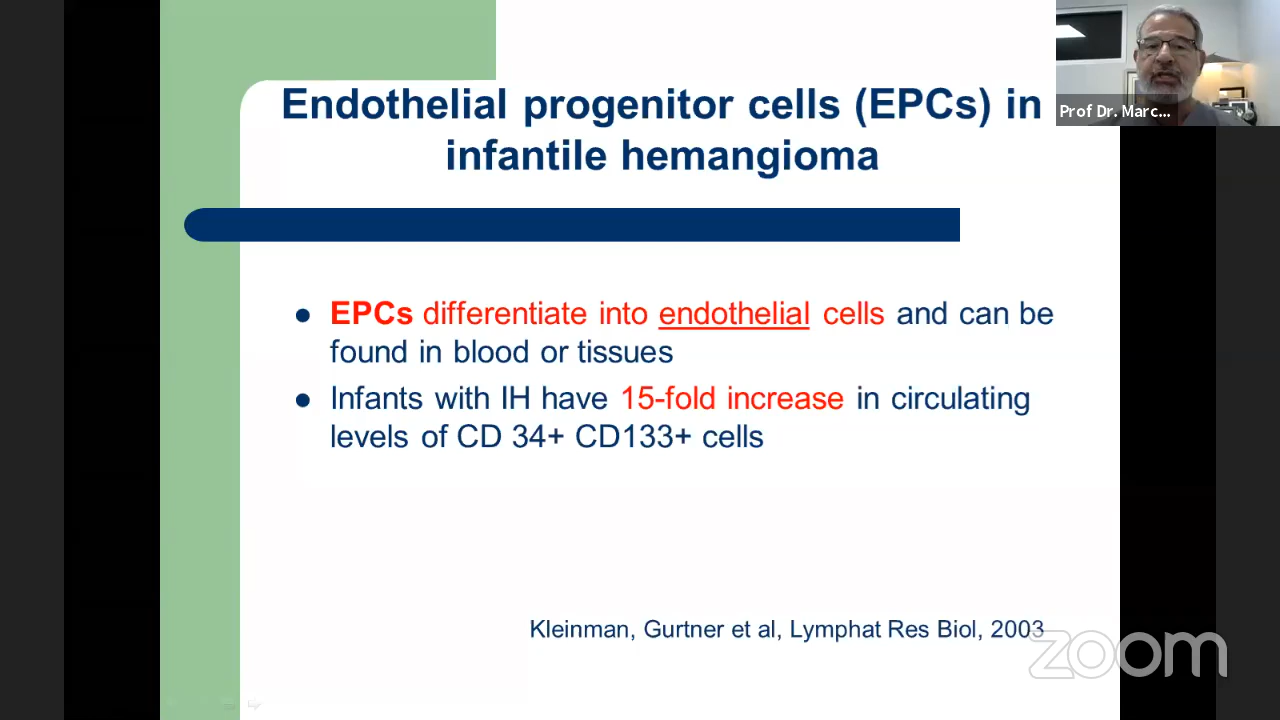 Endothelial progenitor cells (EPCs) in
infantile hemangioma
Prof Dr. Marc...
EPCs differentiate into endothelial cells and can be
found in blood or tissues
Infants with IH have 15-fold increase in circulating
levels of CD 34+ CD133+ cells
Kleinman, Gurtner et al, Lymphat Res Biol, 2003
zoom